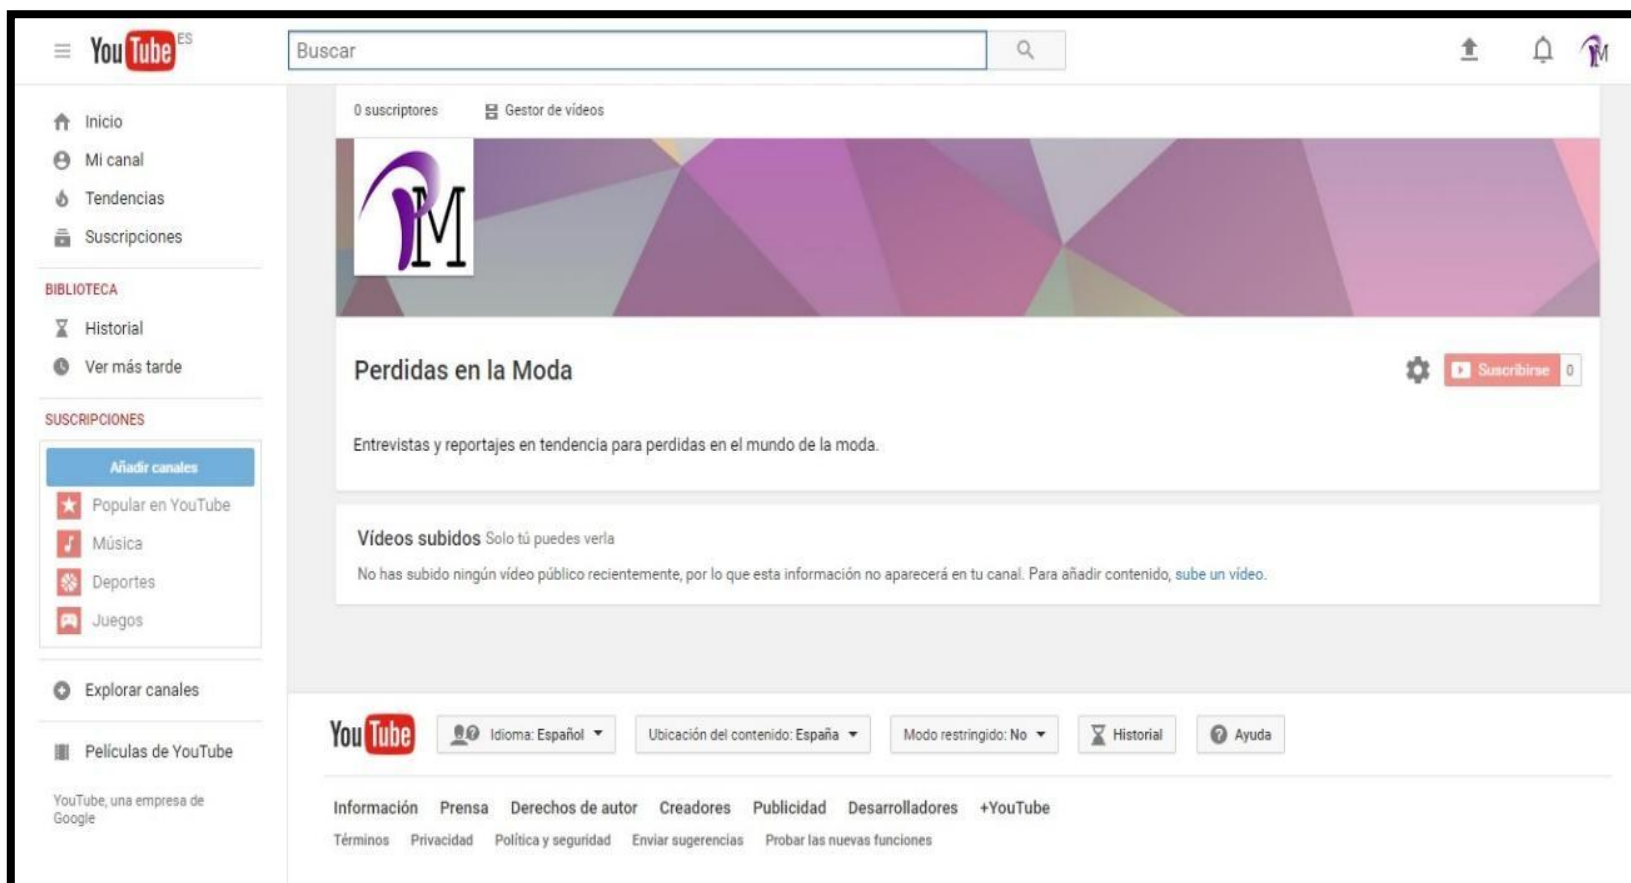 YouTube ES
Buscar
PM
Inicio
Mi canal
Tendencias
Suscripciones
BIBLIOTECA
Historial
Ver más tarde
SUSCRIPCIONES
Añadir canales
Popular en YouTube
Música
Deportes
Juegos
Explorar canales
Películas de YouTube
YouTube, una empresa de
Google
0 suscriptores Gestor de vídeos
PM
Perdidas en la Moda
Suscribirse 0
Entrevistas y reportajes en tendencia para perdidas en el mundo de la moda.
Vídeos subidos Solo tú puedes verla
No has subido ningún vídeo público recientemente, por lo que esta información no aparecerá en tu canal. Para añadir contenido, sube un vídeo.
YouTube Idioma: Español Ubicación del contenido: España Modo restringido: No Historial Ayuda
Información Prensa Derechos de autor Creadores Publicidad Desarrolladores +YouTube
Términos Privacidad Política y seguridad Enviar sugerencias Probar las nuevas funciones